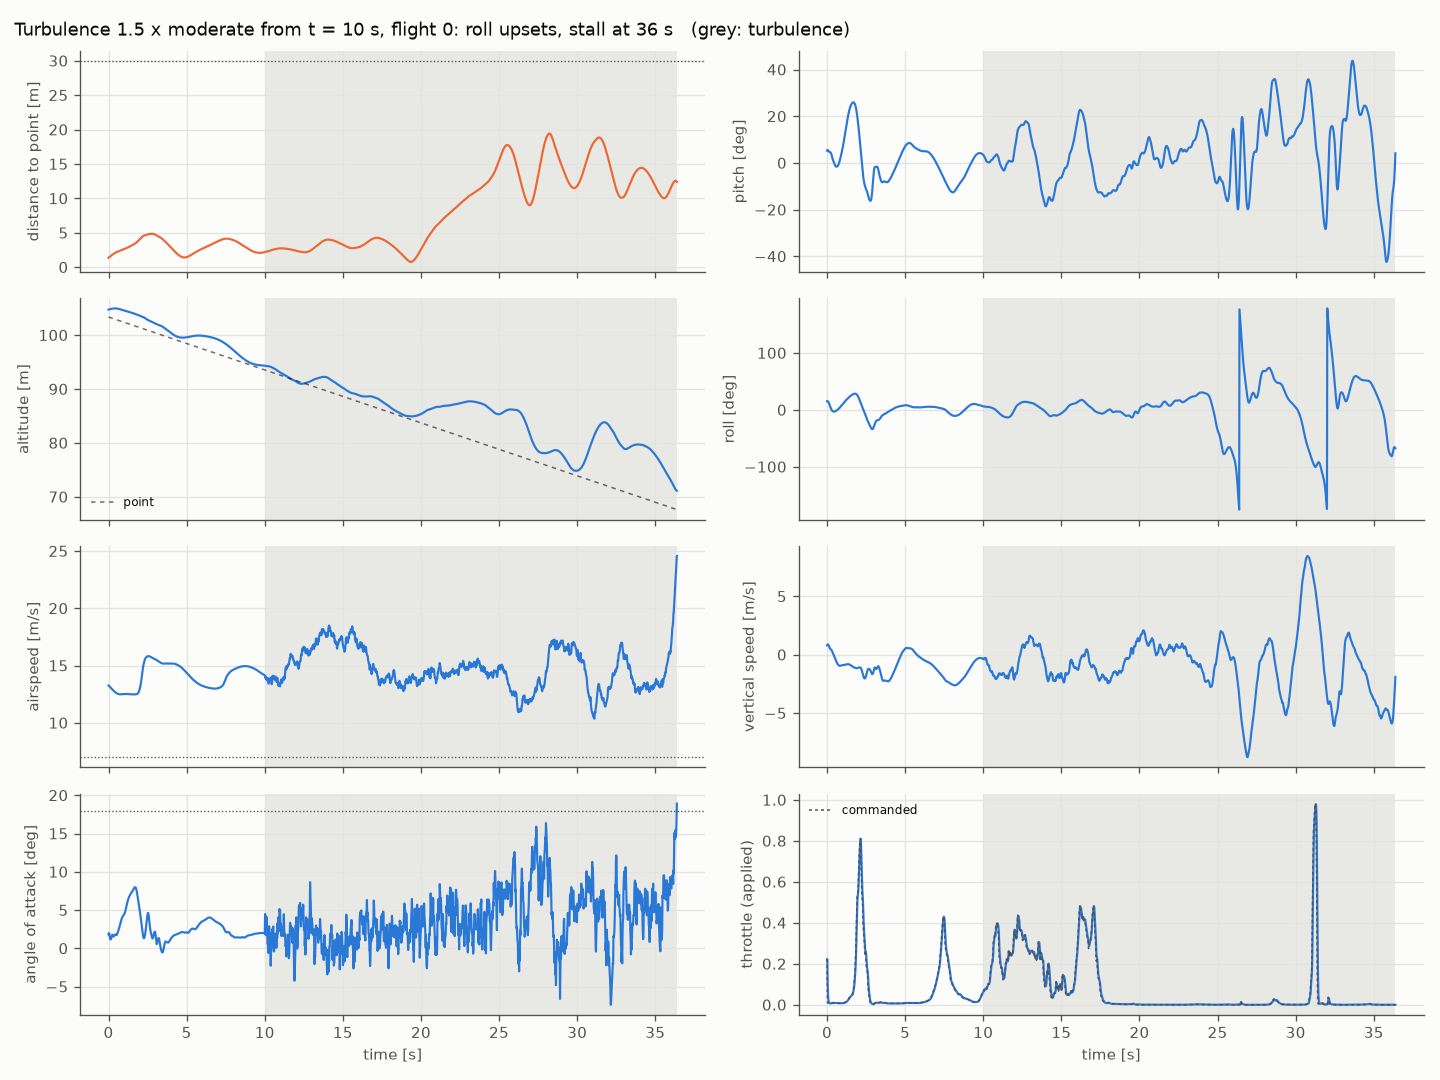 Turbulence 1.5 x moderate from t = 10 s, flight 0: roll upsets, stall at 36 s   (grey: turbulence)
distance to point [m]
30
25
20
15
10
5
0
pitch [deg]
40
20
0
−20
−40
altitude [m]
100
90
80
70
point
roll [deg]
100
0
−100
airspeed [m/s]
25
20
15
10
vertical speed [m/s]
5
0
−5
angle of attack [deg]
20
15
10
5
0
−5
0 5 10 15 20 25 30 35
time [s]
throttle (applied)
1.0
0.8
0.6
0.4
0.2
0.0
commanded
0 5 10 15 20 25 30 35
time [s]